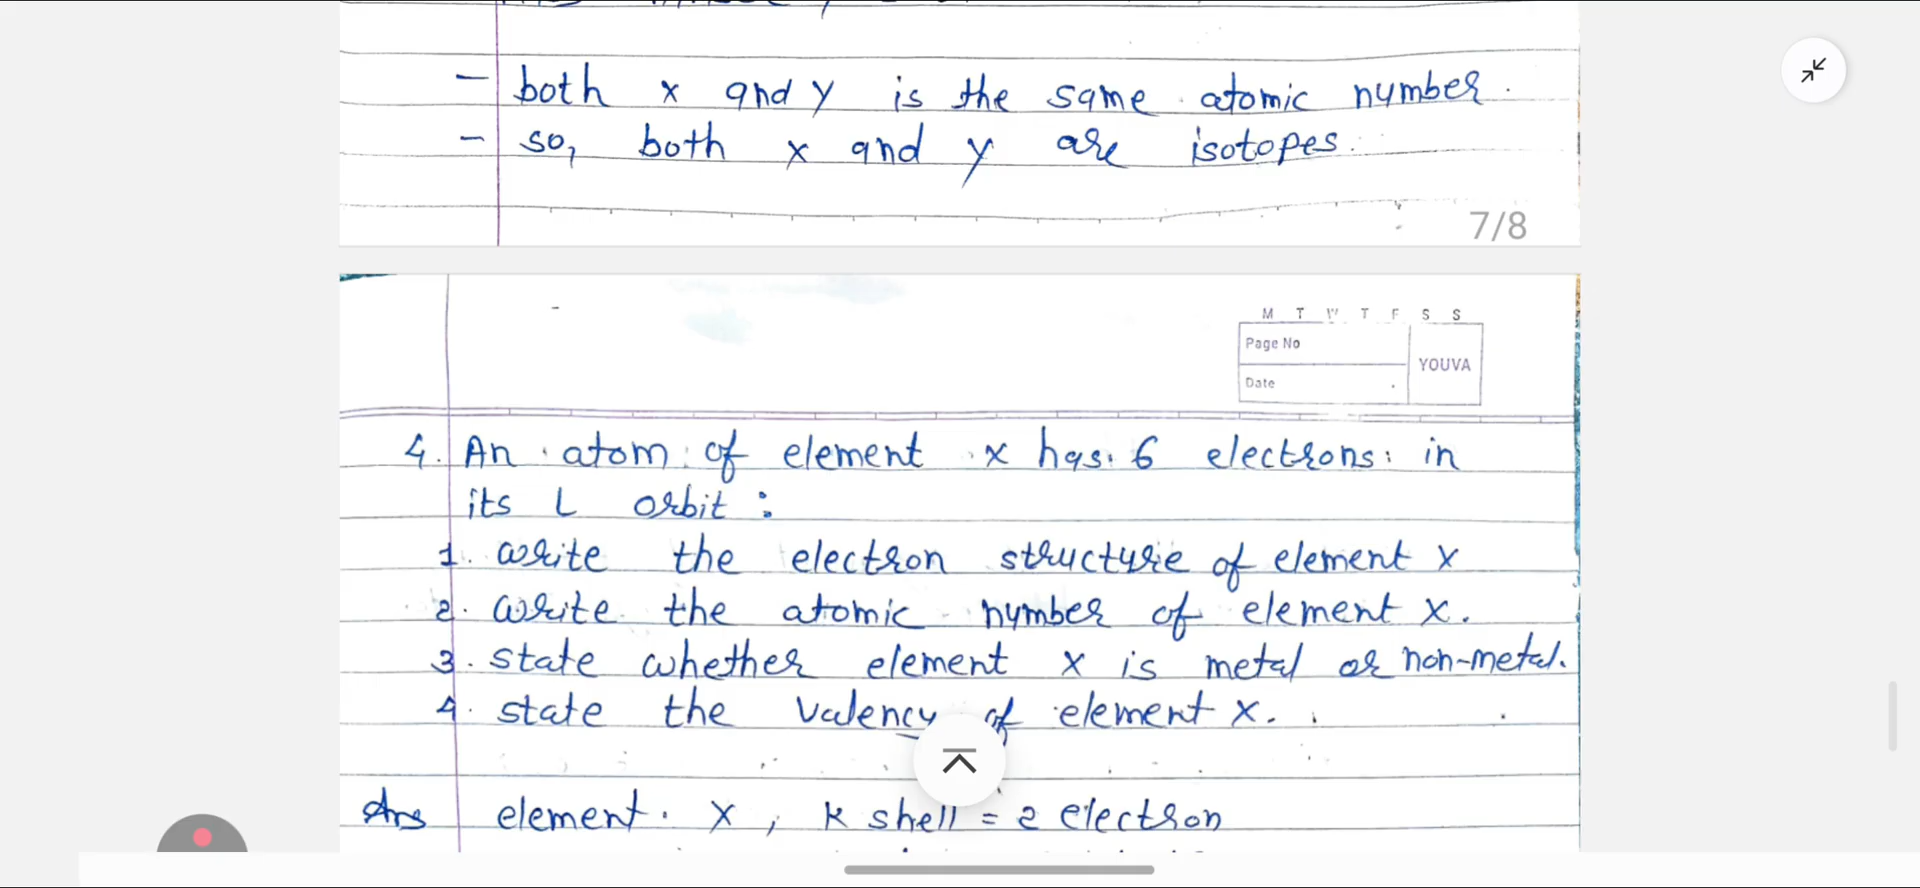 - both x and y is the same atomic number.
- so, both x and y are isotopes.
7/8
M T W T F S S
Page No
YOUVA
Date
4. An atom of element x has 6 electrons in
its L orbit :
1. write the electron structure of element x
2. write the atomic number of element x.
3. state whether element x is metal or non-metal.
4. state the valency of element x.
Ans element x, k shell = 2 electron